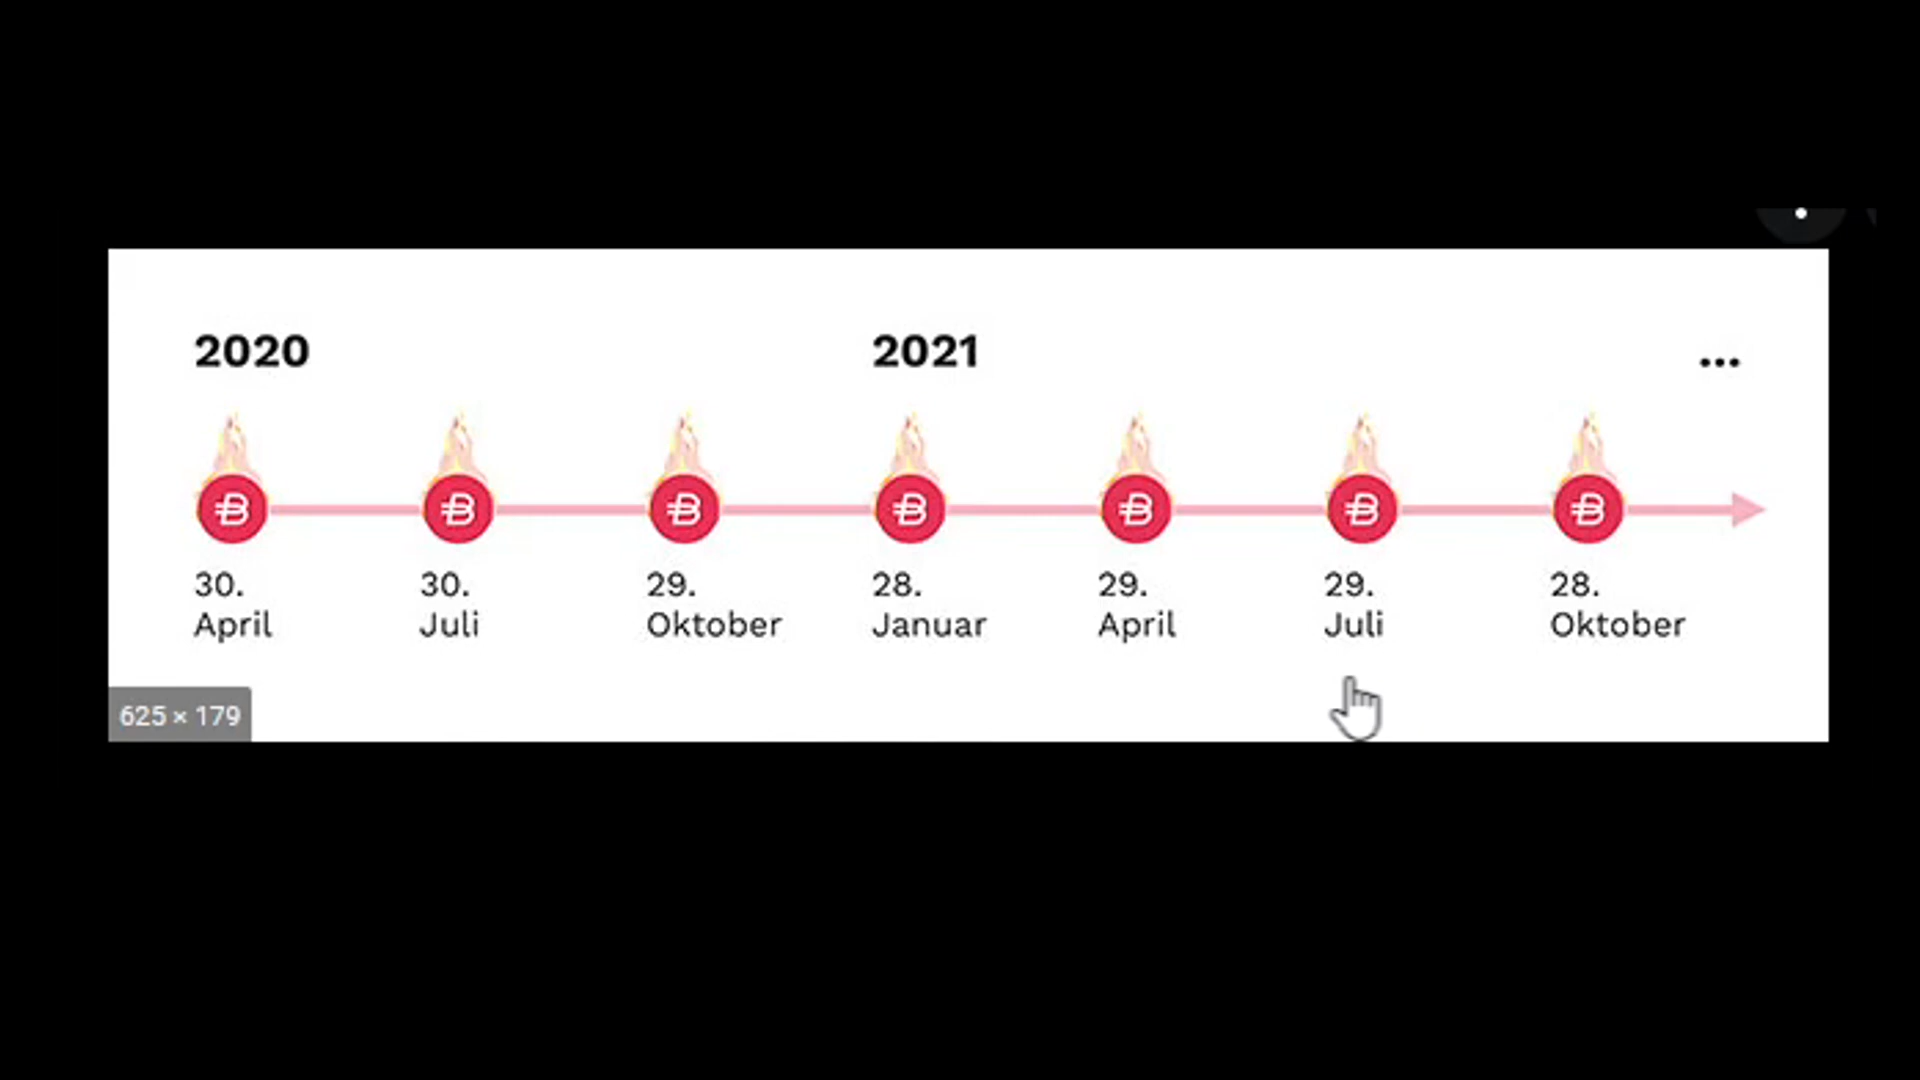 2020
2021
...
30.
April
30.
Juli
29.
Oktober
28.
Januar
29.
April
29.
Juli
28.
Oktober
625 × 179